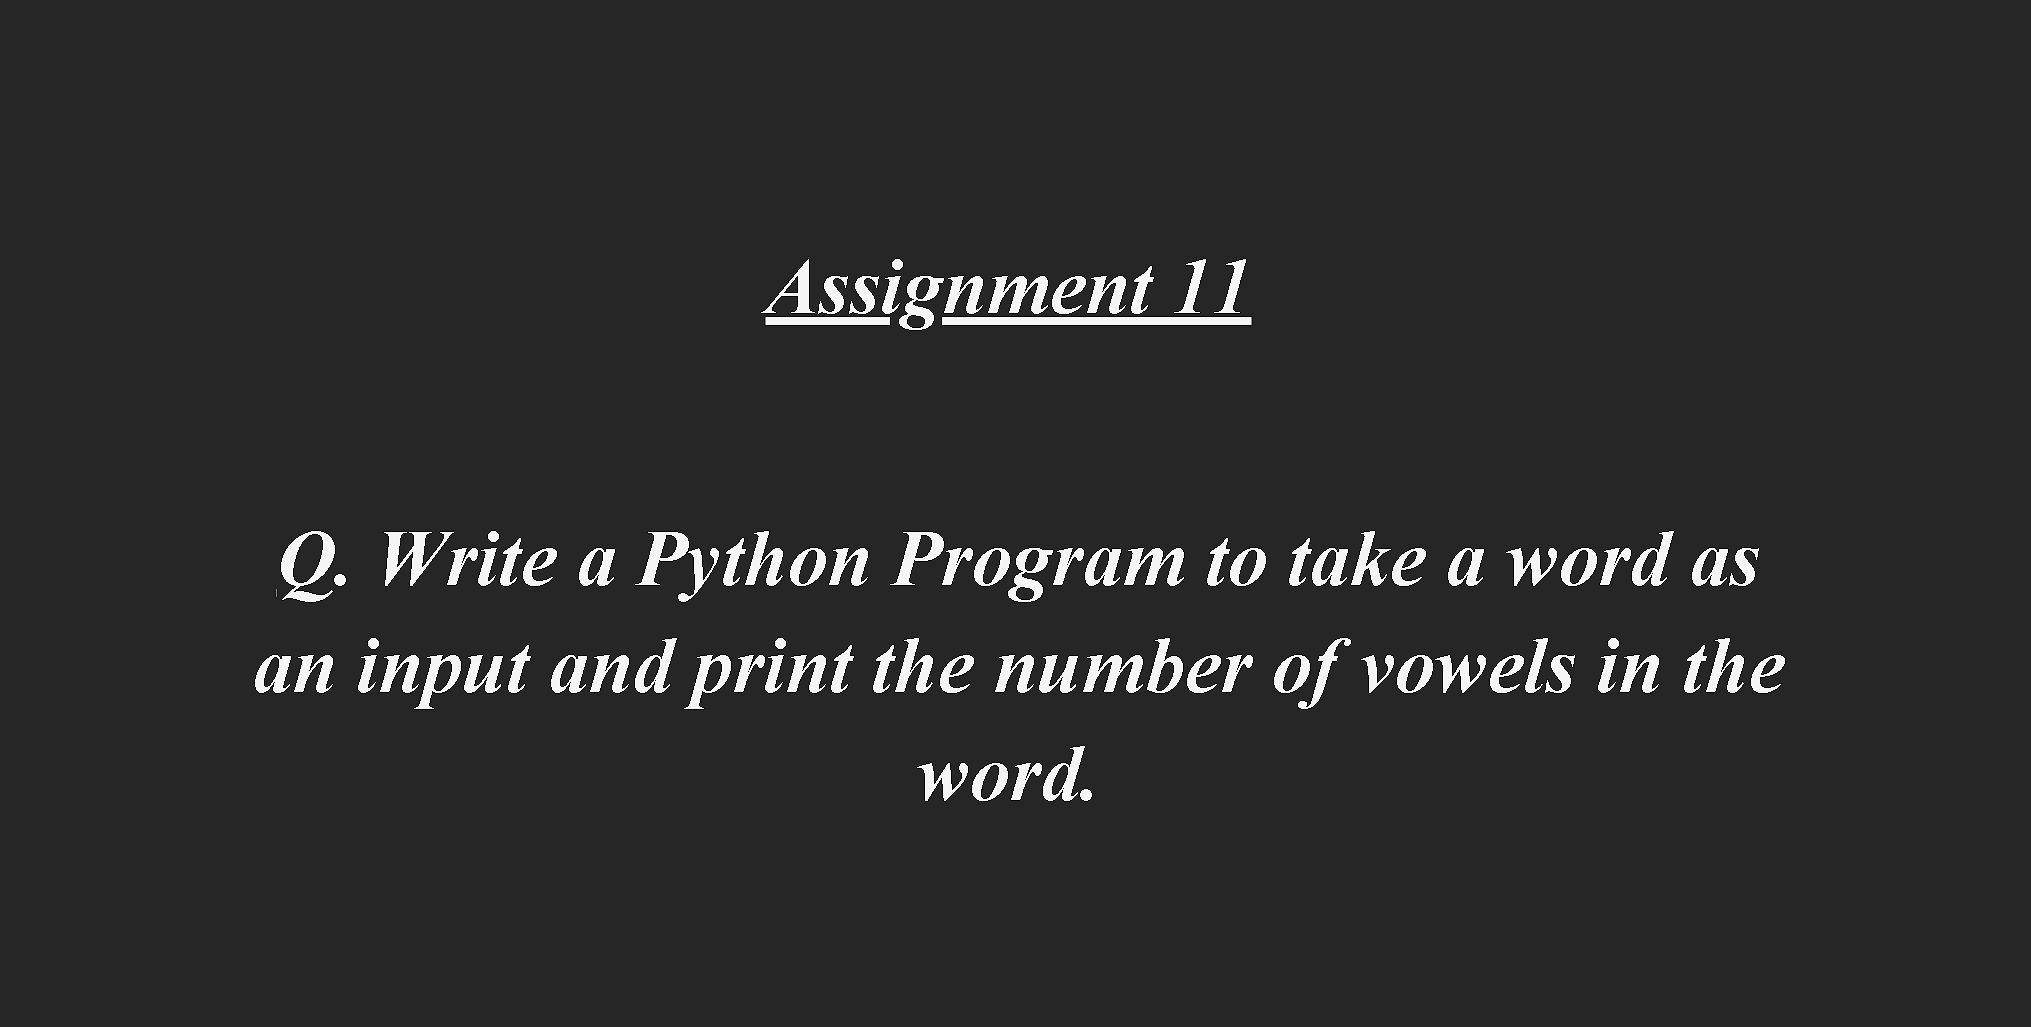 Assignment 11
Q. Write a Python Program to take a word as
an input and print the number of vowels in the
word.